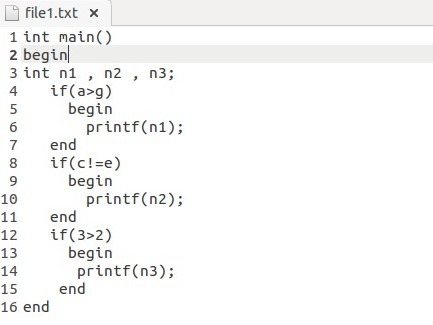 file1.txt ×
1 int main()
2 begin
3 int n1 , n2 , n3;
4    if(a>g)
5      begin
6        printf(n1);
7    end
8    if(c!=e)
9      begin
10        printf(n2);
11    end
12    if(3>2)
13      begin
14       printf(n3);
15     end
16 end